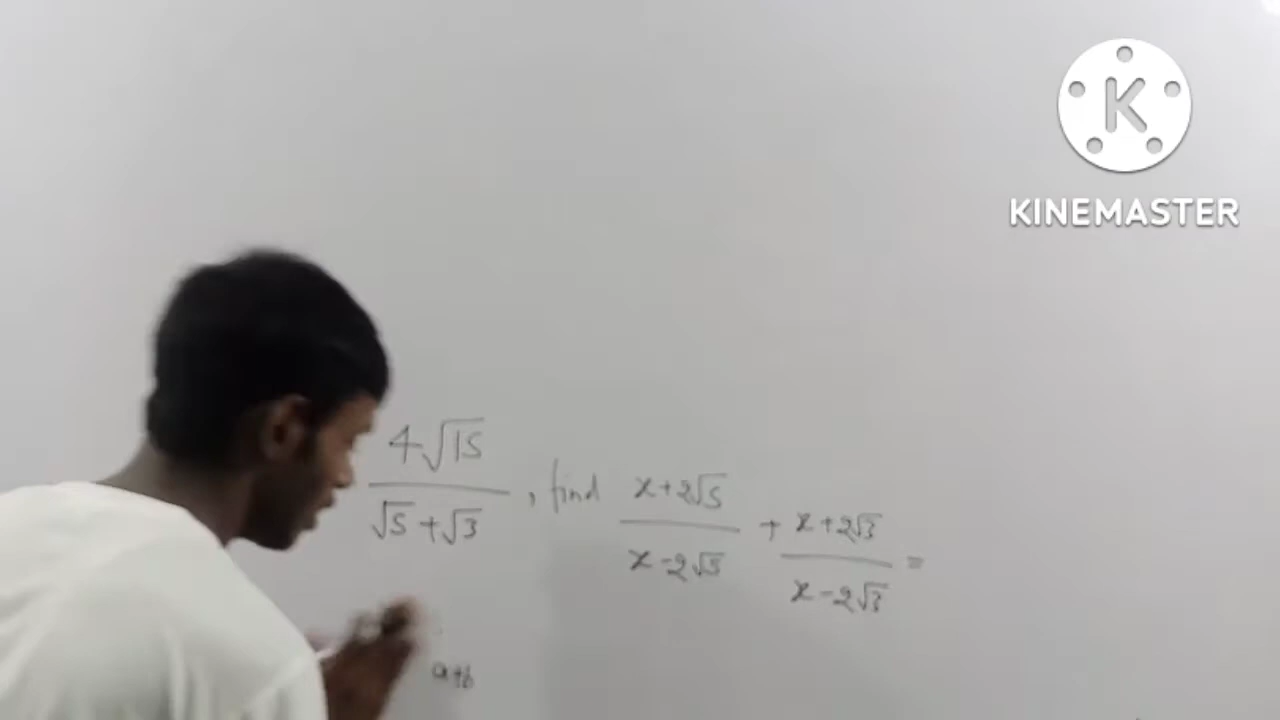 K
KINEMASTER
4√15 / √5+√3 , find x+2√5 / x-2√5 + x+2√3 / x-2√3 =
a+b